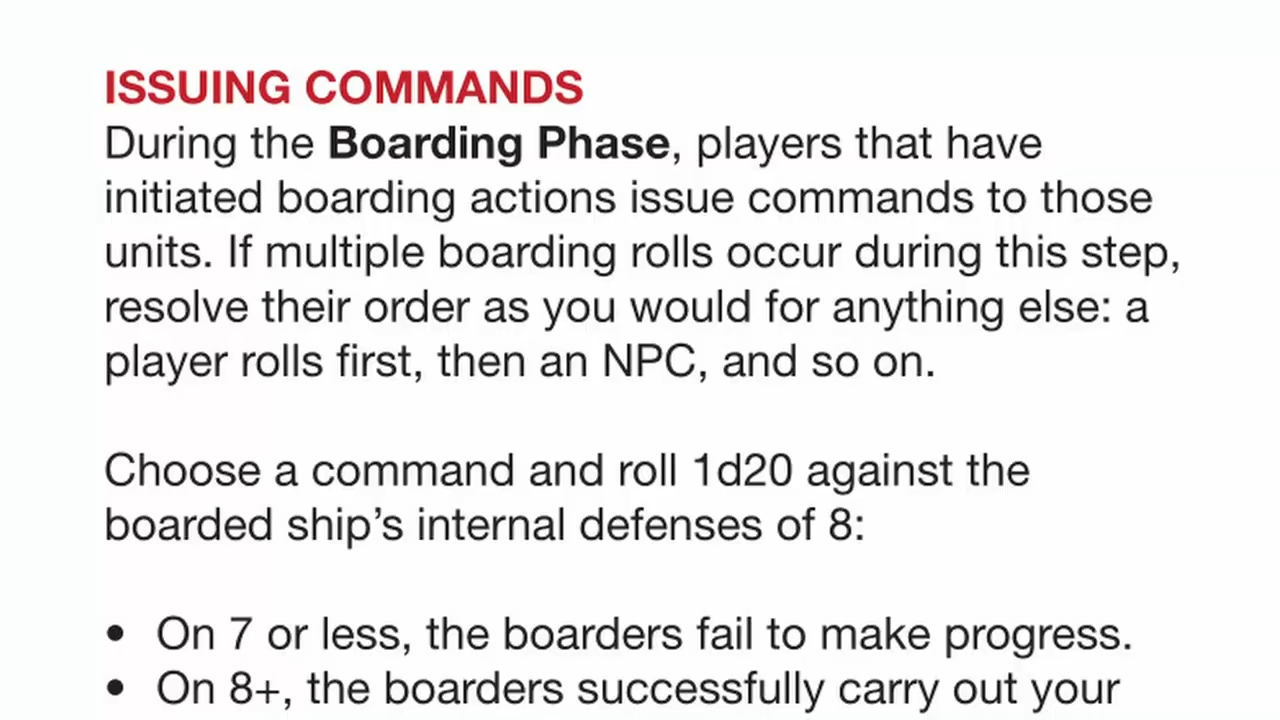 ISSUING COMMANDS
During the Boarding Phase, players that have
initiated boarding actions issue commands to those
units. If multiple boarding rolls occur during this step,
resolve their order as you would for anything else: a
player rolls first, then an NPC, and so on.
Choose a command and roll 1d20 against the
boarded ship’s internal defenses of 8:
• On 7 or less, the boarders fail to make progress.
• On 8+, the boarders successfully carry out your